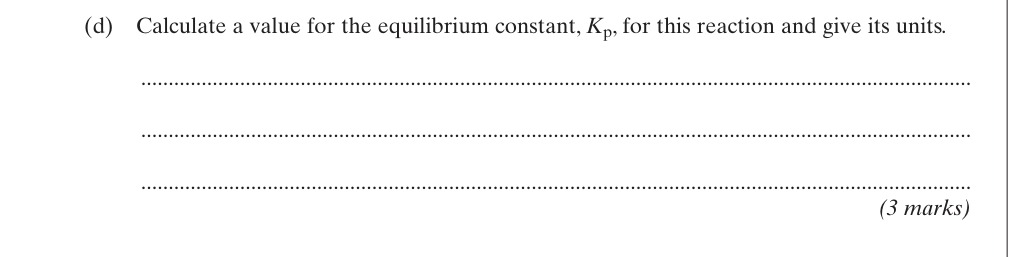 (d) Calculate a value for the equilibrium constant, Kp, for this reaction and give its units.
..........................................................................................
..........................................................................................
..........................................................................................
(3 marks)